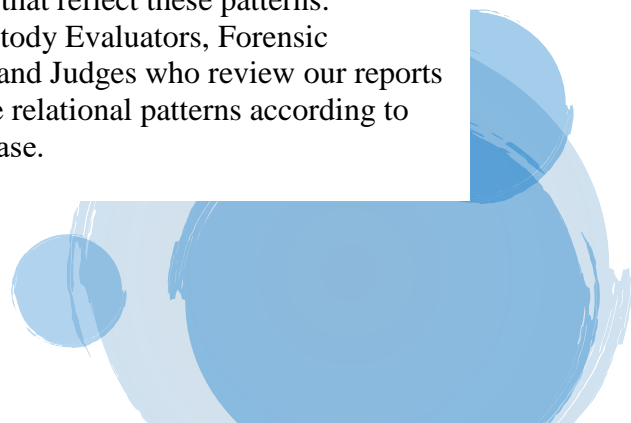 that reflect these patterns.
tody Evaluators, Forensic
and Judges who review our reports
e relational patterns according to
ase.